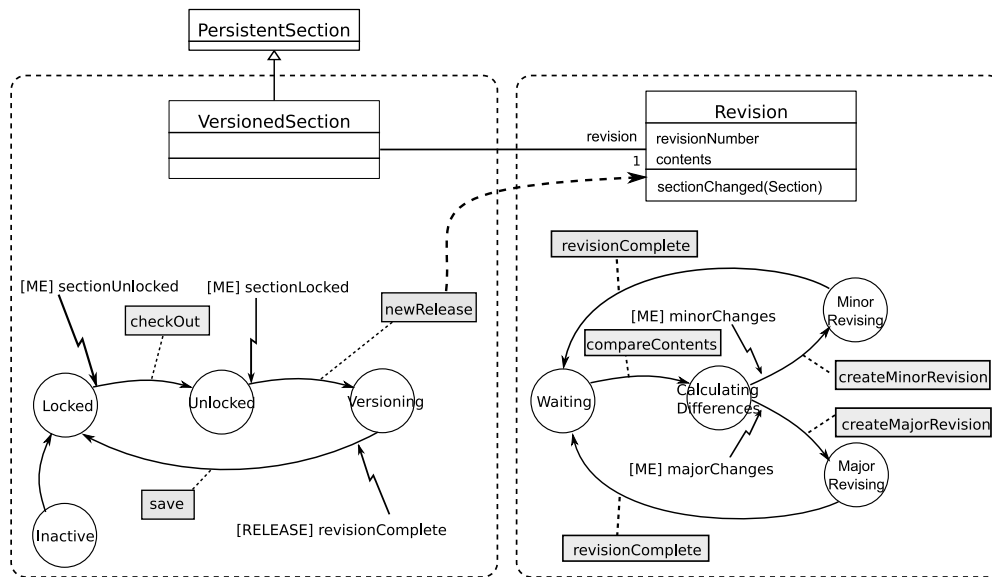 PersistentSection
VersionedSection
Revision
revision
revisionNumber
1
contents
sectionChanged(Section)
revisionComplete
[ME] sectionUnlocked
[ME] sectionLocked
checkOut
newRelease
Minor
Revising
[ME] minorChanges
compareContents
createMinorRevision
Locked
Unlocked
Versioning
Waiting
Calculating
Differences
createMajorRevision
[ME] majorChanges
Major
Revising
save
Inactive
[RELEASE] revisionComplete
revisionComplete